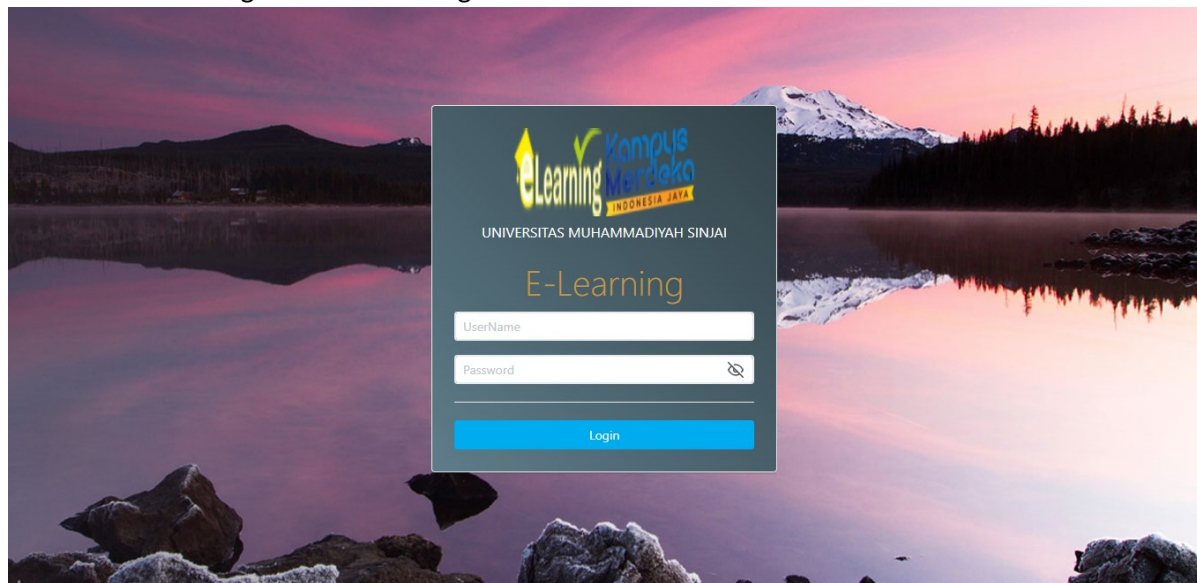 eLearning Kampus
Merdeka
INDONESIA JAYA
UNIVERSITAS MUHAMMADIYAH SINJAI
E-Learning
UserName
Password
Login